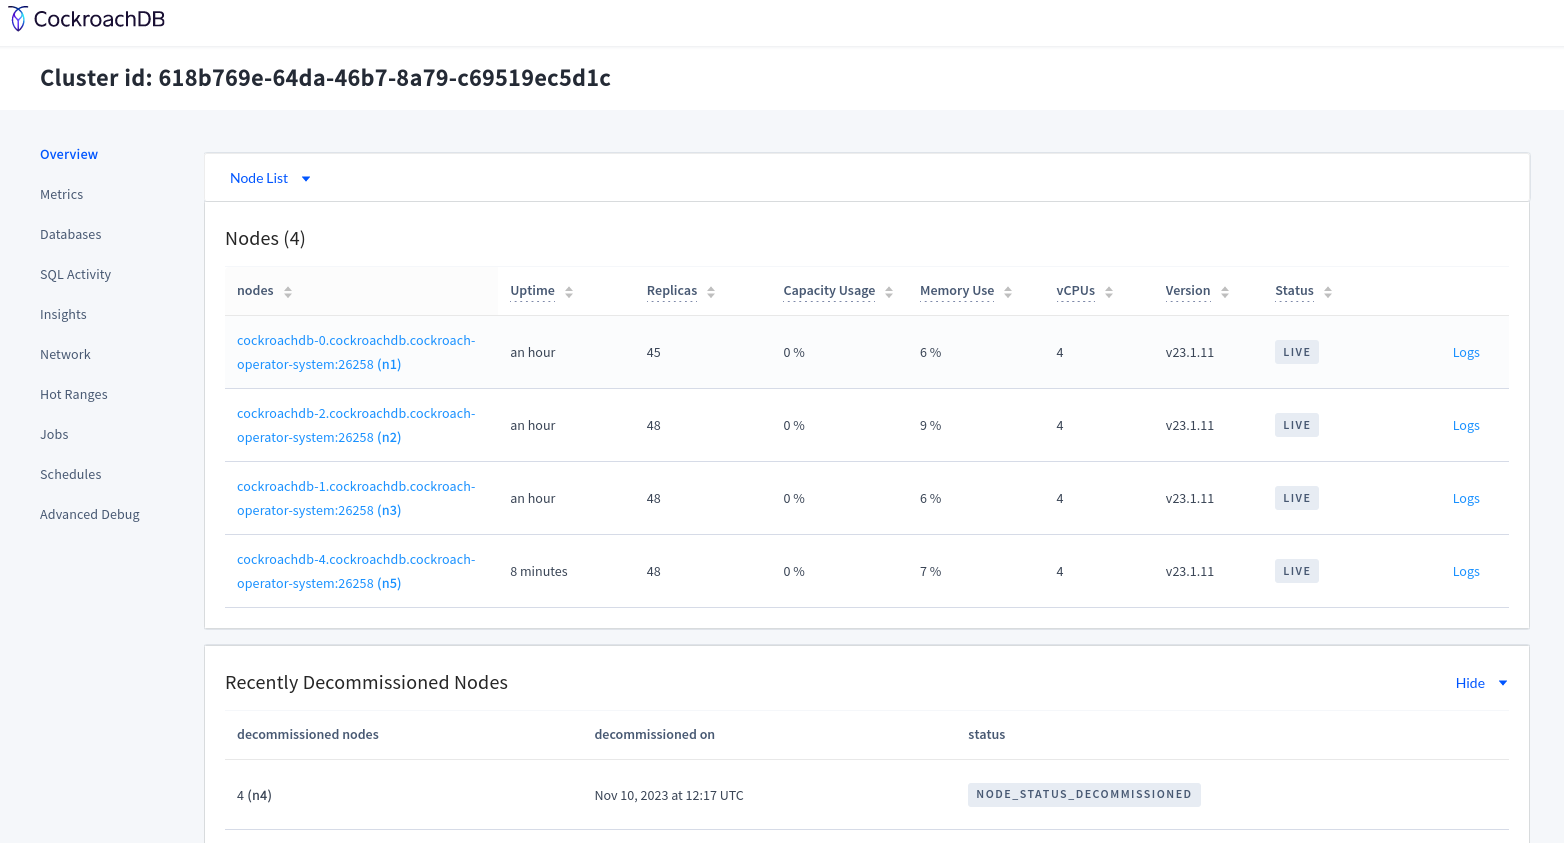 CockroachDB
Cluster id: 618b769e-64da-46b7-8a79-c69519ec5d1c
Overview
Metrics
Databases
SQL Activity
Insights
Network
Hot Ranges
Jobs
Schedules
Advanced Debug
Node List
Nodes (4)
nodes Uptime Replicas Capacity Usage Memory Use vCPUs Version Status
cockroachdb-0.cockroachdb.cockroach-
operator-system:26258 (n1) an hour 45 0 % 6 % 4 v23.1.11 LIVE Logs
cockroachdb-2.cockroachdb.cockroach-
operator-system:26258 (n2) an hour 48 0 % 9 % 4 v23.1.11 LIVE Logs
cockroachdb-1.cockroachdb.cockroach-
operator-system:26258 (n3) an hour 48 0 % 6 % 4 v23.1.11 LIVE Logs
cockroachdb-4.cockroachdb.cockroach-
operator-system:26258 (n5) 8 minutes 48 0 % 7 % 4 v23.1.11 LIVE Logs
Recently Decommissioned Nodes Hide
decommissioned nodes decommissioned on status
4 (n4) Nov 10, 2023 at 12:17 UTC NODE_STATUS_DECOMMISSIONED